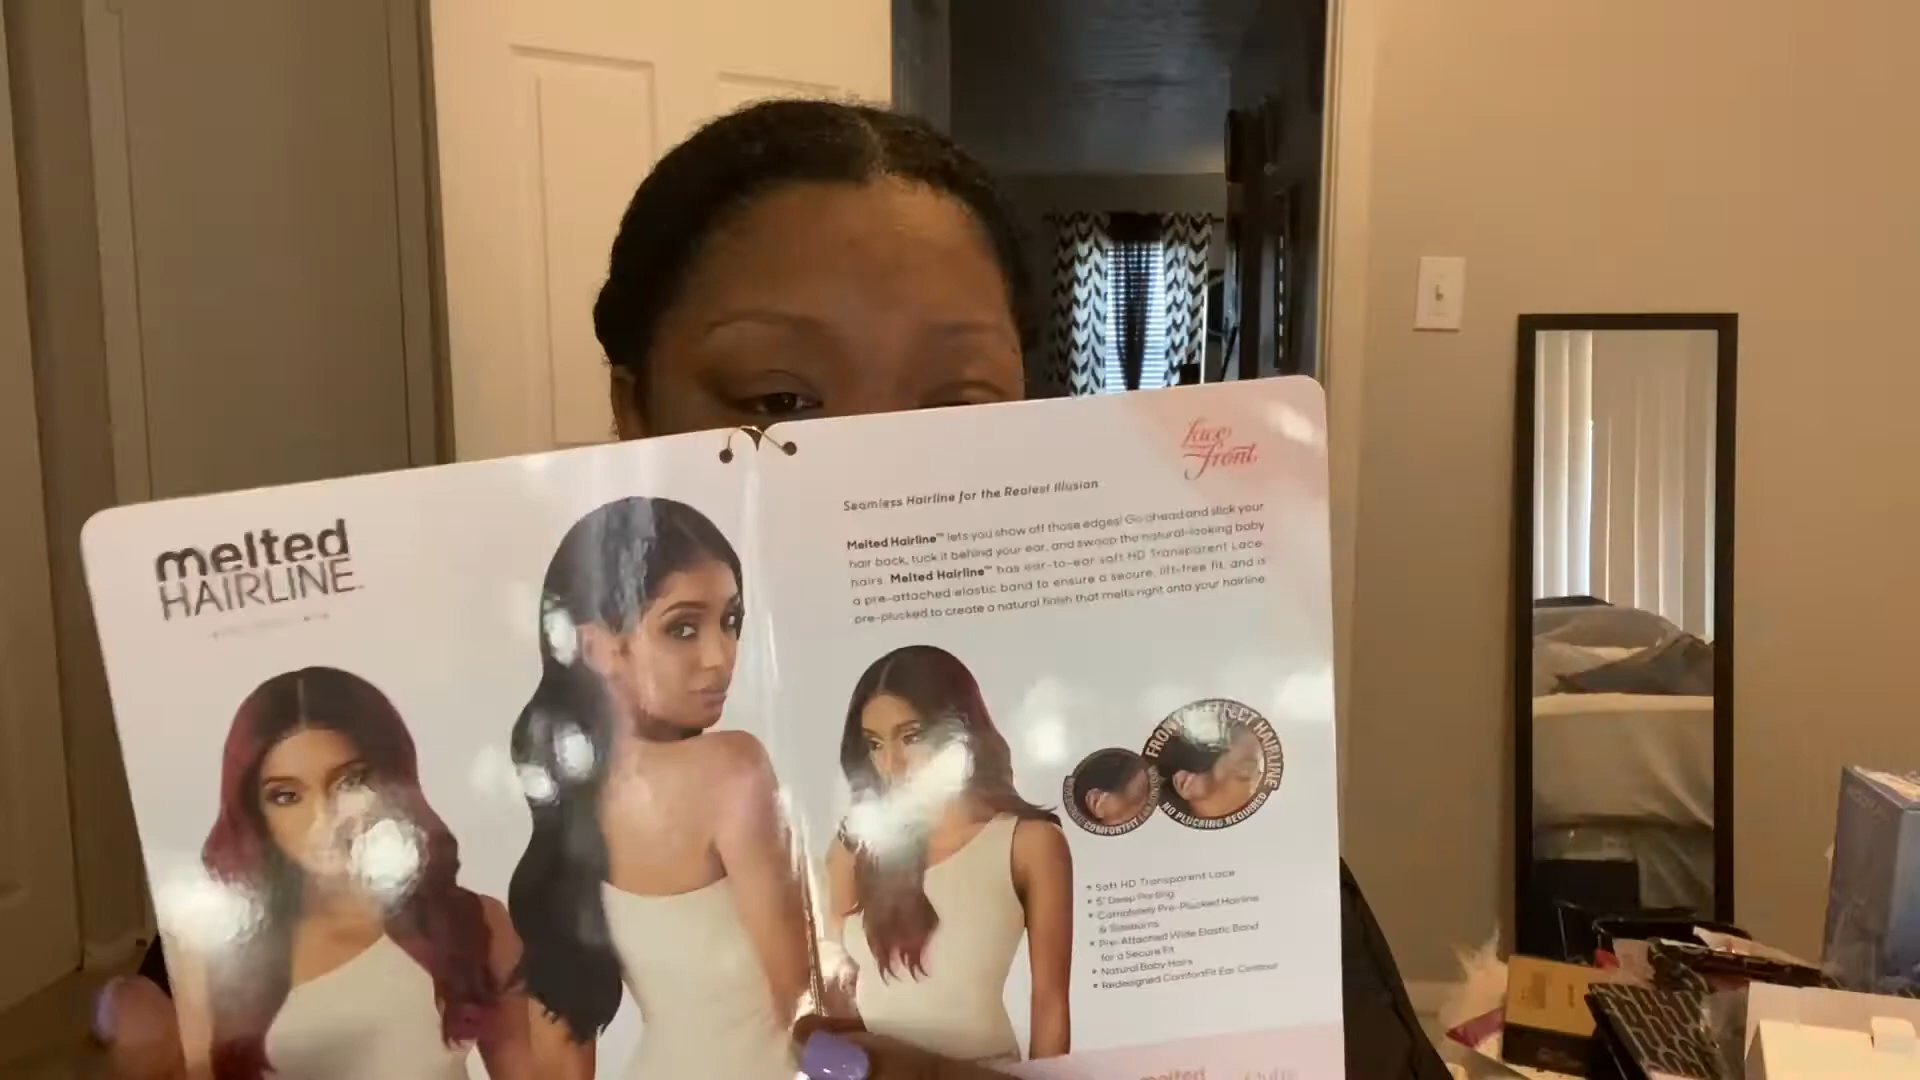 melted
HAIRLINE
lace
front
Seamless Hairline for the Realest Illusion
Melted Hairline™ lets you show off those edges! Go ahead and slick your
hair back, tuck it behind your ear, and swoop the natural-looking baby
hairs. Melted Hairline™ has ear-to-ear soft HD Transparent Lace,
a pre-attached elastic band to ensure a secure, lift-free fit, and is
pre-plucked to create a natural finish that melts right onto your hairline.
COMFORTFIT
EFFECT HAIRLINE
NO PLUCKING REQUIRED
• Soft HD Transparent Lace
• 5" Deep Parting
• Completely Pre-Plucked Hairline
& Sideburns
• Pre-Attached Wide Elastic Band
for a Secure Fit
• Natural Baby Hairs
• Redesigned ComfortFit Ear Contour
melted